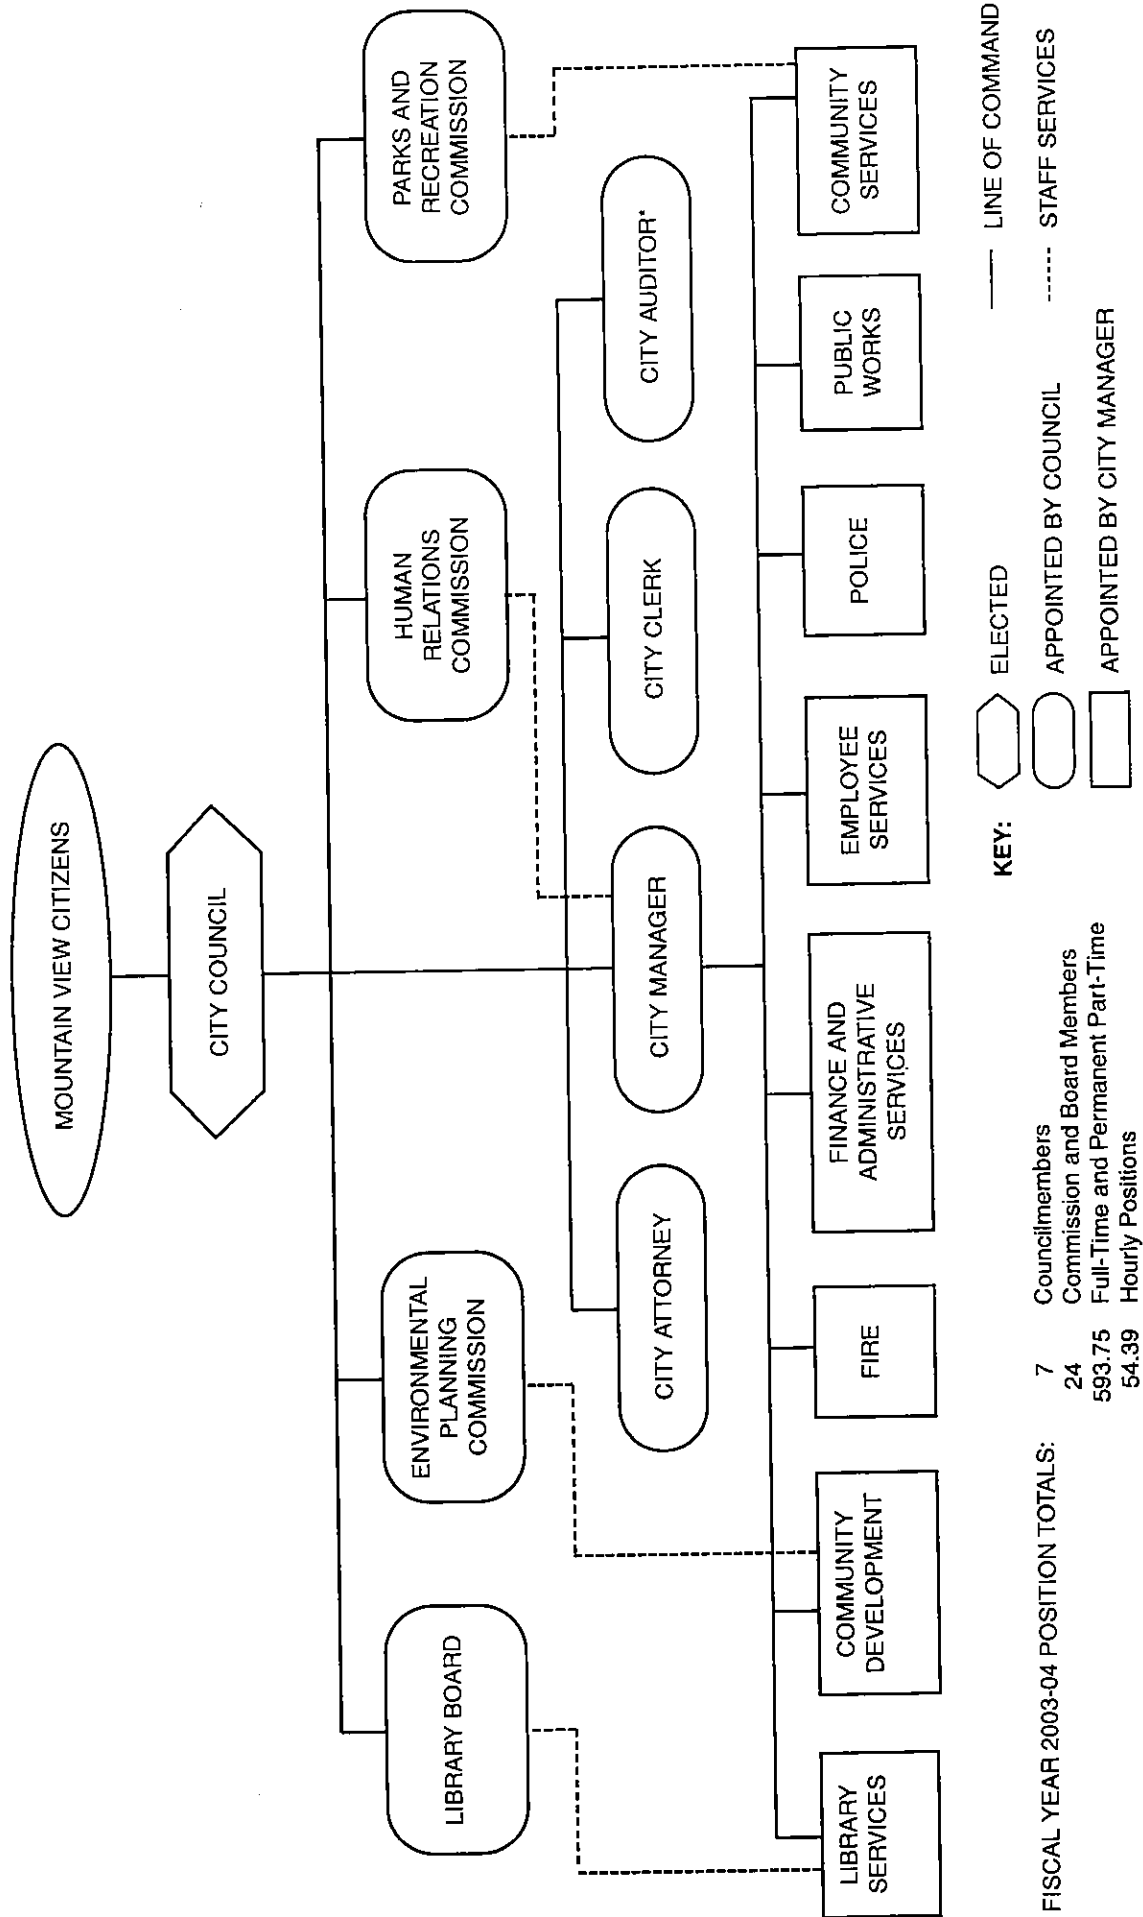 MOUNTAIN VIEW CITIZENS
CITY COUNCIL
LIBRARY BOARD
ENVIRONMENTAL
PLANNING
COMMISSION
HUMAN
RELATIONS
COMMISSION
PARKS AND
RECREATION
COMMISSION
CITY ATTORNEY
CITY MANAGER
CITY CLERK
CITY AUDITOR*
LIBRARY
SERVICES
COMMUNITY
DEVELOPMENT
FIRE
FINANCE AND
ADMINISTRATIVE
SERVICES
EMPLOYEE
SERVICES
POLICE
PUBLIC
WORKS
COMMUNITY
SERVICES
FISCAL YEAR 2003-04 POSITION TOTALS:
7 Councilmembers
24 Commission and Board Members
593.75 Full-Time and Permanent Part-Time
54.39 Hourly Positions
KEY:
ELECTED
APPOINTED BY COUNCIL
APPOINTED BY CITY MANAGER
LINE OF COMMAND
STAFF SERVICES